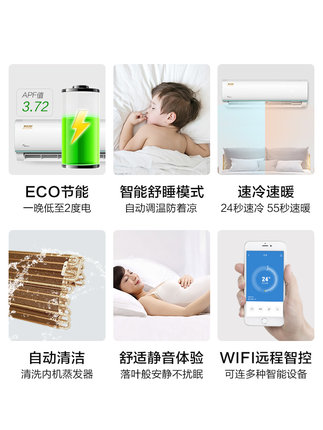 APF值
3.72
ECO节能
一晚低至2度电
智能舒睡模式
自动调温防着凉
速冷速暖
24秒速冷 55秒速暖
自动清洁
清洗内机蒸发器
舒适静音体验
落叶般安静不扰眠
24°
WIFI远程智控
可连多种智能设备